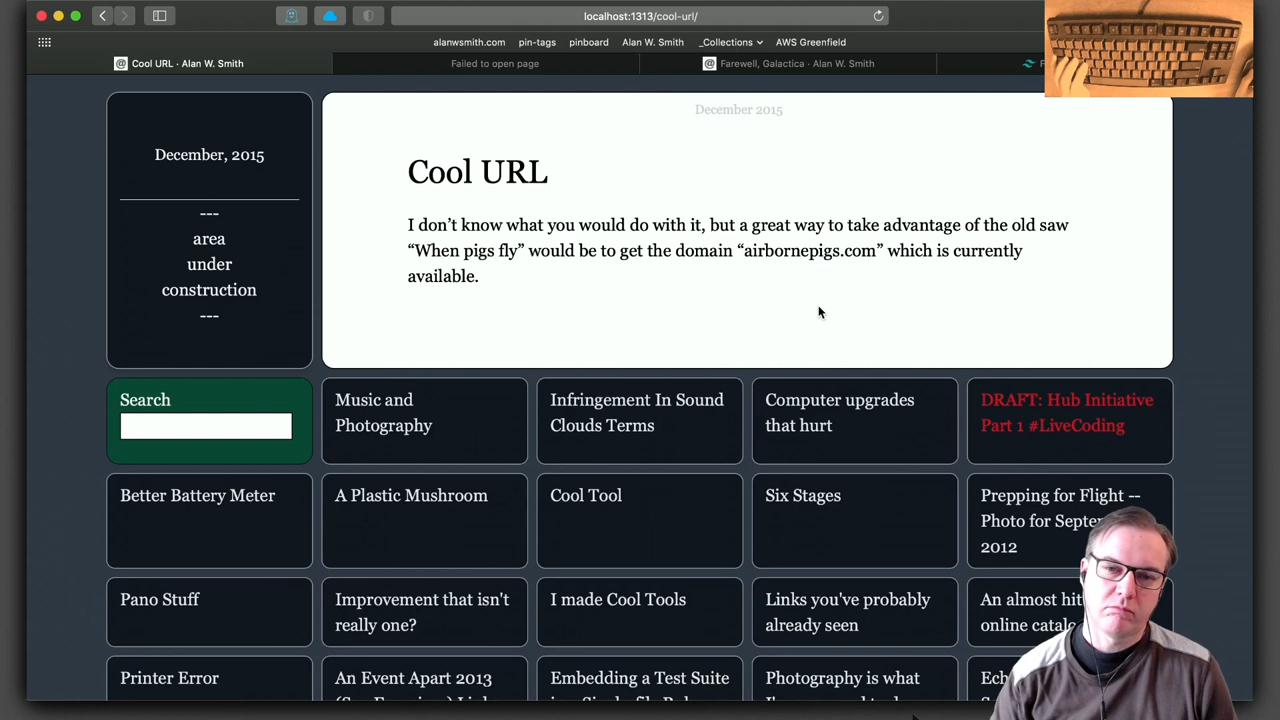 localhost:1313/cool-url/
alanwsmith.com pin-tags pinboard Alan W. Smith _Collections AWS Greenfield
Cool URL · Alan W. Smith
Failed to open page
Farewell, Galactica · Alan W. Smith
December, 2015
---
area
under
construction
---
December 2015
Cool URL
I don’t know what you would do with it, but a great way to take advantage of the old saw
“When pigs fly” would be to get the domain “airbornepigs.com” which is currently
available.
Search
Music and
Photography
Infringement In Sound
Clouds Terms
Computer upgrades
that hurt
DRAFT: Hub Initiative
Part 1 #LiveCoding
Better Battery Meter
A Plastic Mushroom
Cool Tool
Six Stages
Prepping for Flight --
Photo for
2012
Pano Stuff
Improvement that isn't
really one?
I made Cool Tools
Links you've probably
already seen
An almost
online
Printer Error
An Event Apart 2013
Embedding a Test Suite
Photography is what